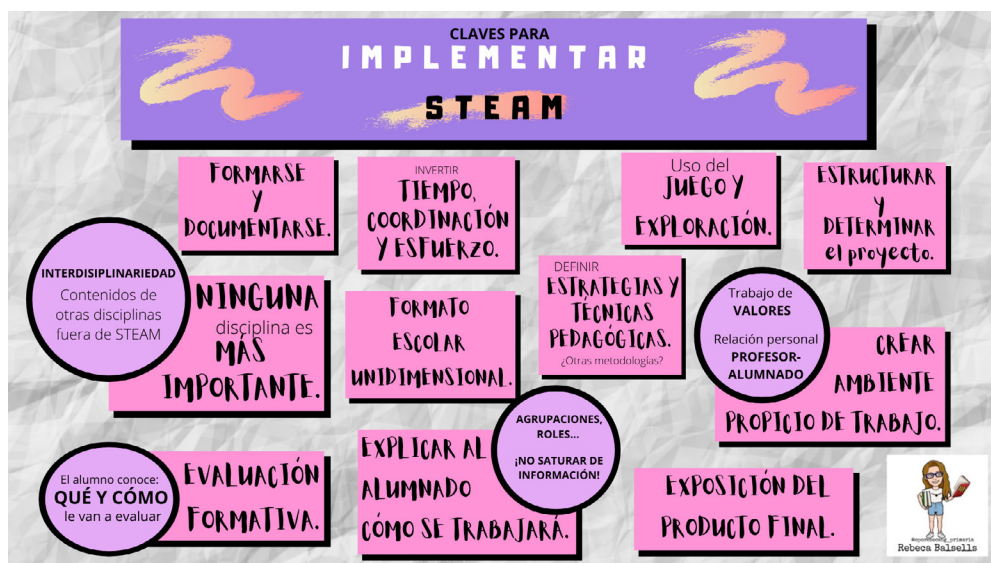 CLAVES PARA
IMPLEMENTAR
STEAM
FORMARSE
Y
DOCUMENTARSE.
INVERTIR
TIEMPO,
COORDINACIÓN
Y ESFUERZO.
Uso del
JUEGO Y
EXPLORACIÓN.
ESTRUCTURAR
Y
DETERMINAR
el proyecto.
INTERDISIPLINARIEDAD
Contenidos de
otras disciplinas
fuera de STEAM
NINGUNA
disciplina es
MÁS
IMPORTANTE.
FORMATO
ESCOLAR
UNIDIMENSIONAL.
DEFINIR
ESTRATEGIAS Y
TÉCNICAS
PEDAGÓGICAS.
¿Otras metodologías?
Trabajo de
VALORES
Relación personal
PROFESOR-
ALUMNADO
CREAR
AMBIENTE
PROPICIO DE TRABAJO.
El alumno conoce:
QUÉ Y CÓMO
le van a evaluar
EVALUACIÓN
FORMATIVA.
EXPLICAR AL
ALUMNADO
CÓMO SE TRABAJARÁ.
AGRUPACIONES,
ROLES...
¡NO SATURAR DE
INFORMACIÓN!
EXPOSICIÓN DEL
PRODUCTO FINAL.
Rebeca Balsells